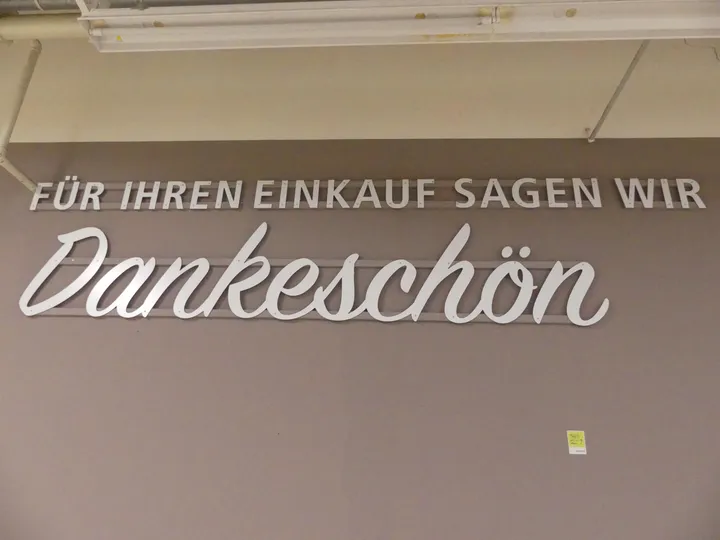 FÜR IHREN EINKAUF SAGEN WIR
Dankeschön